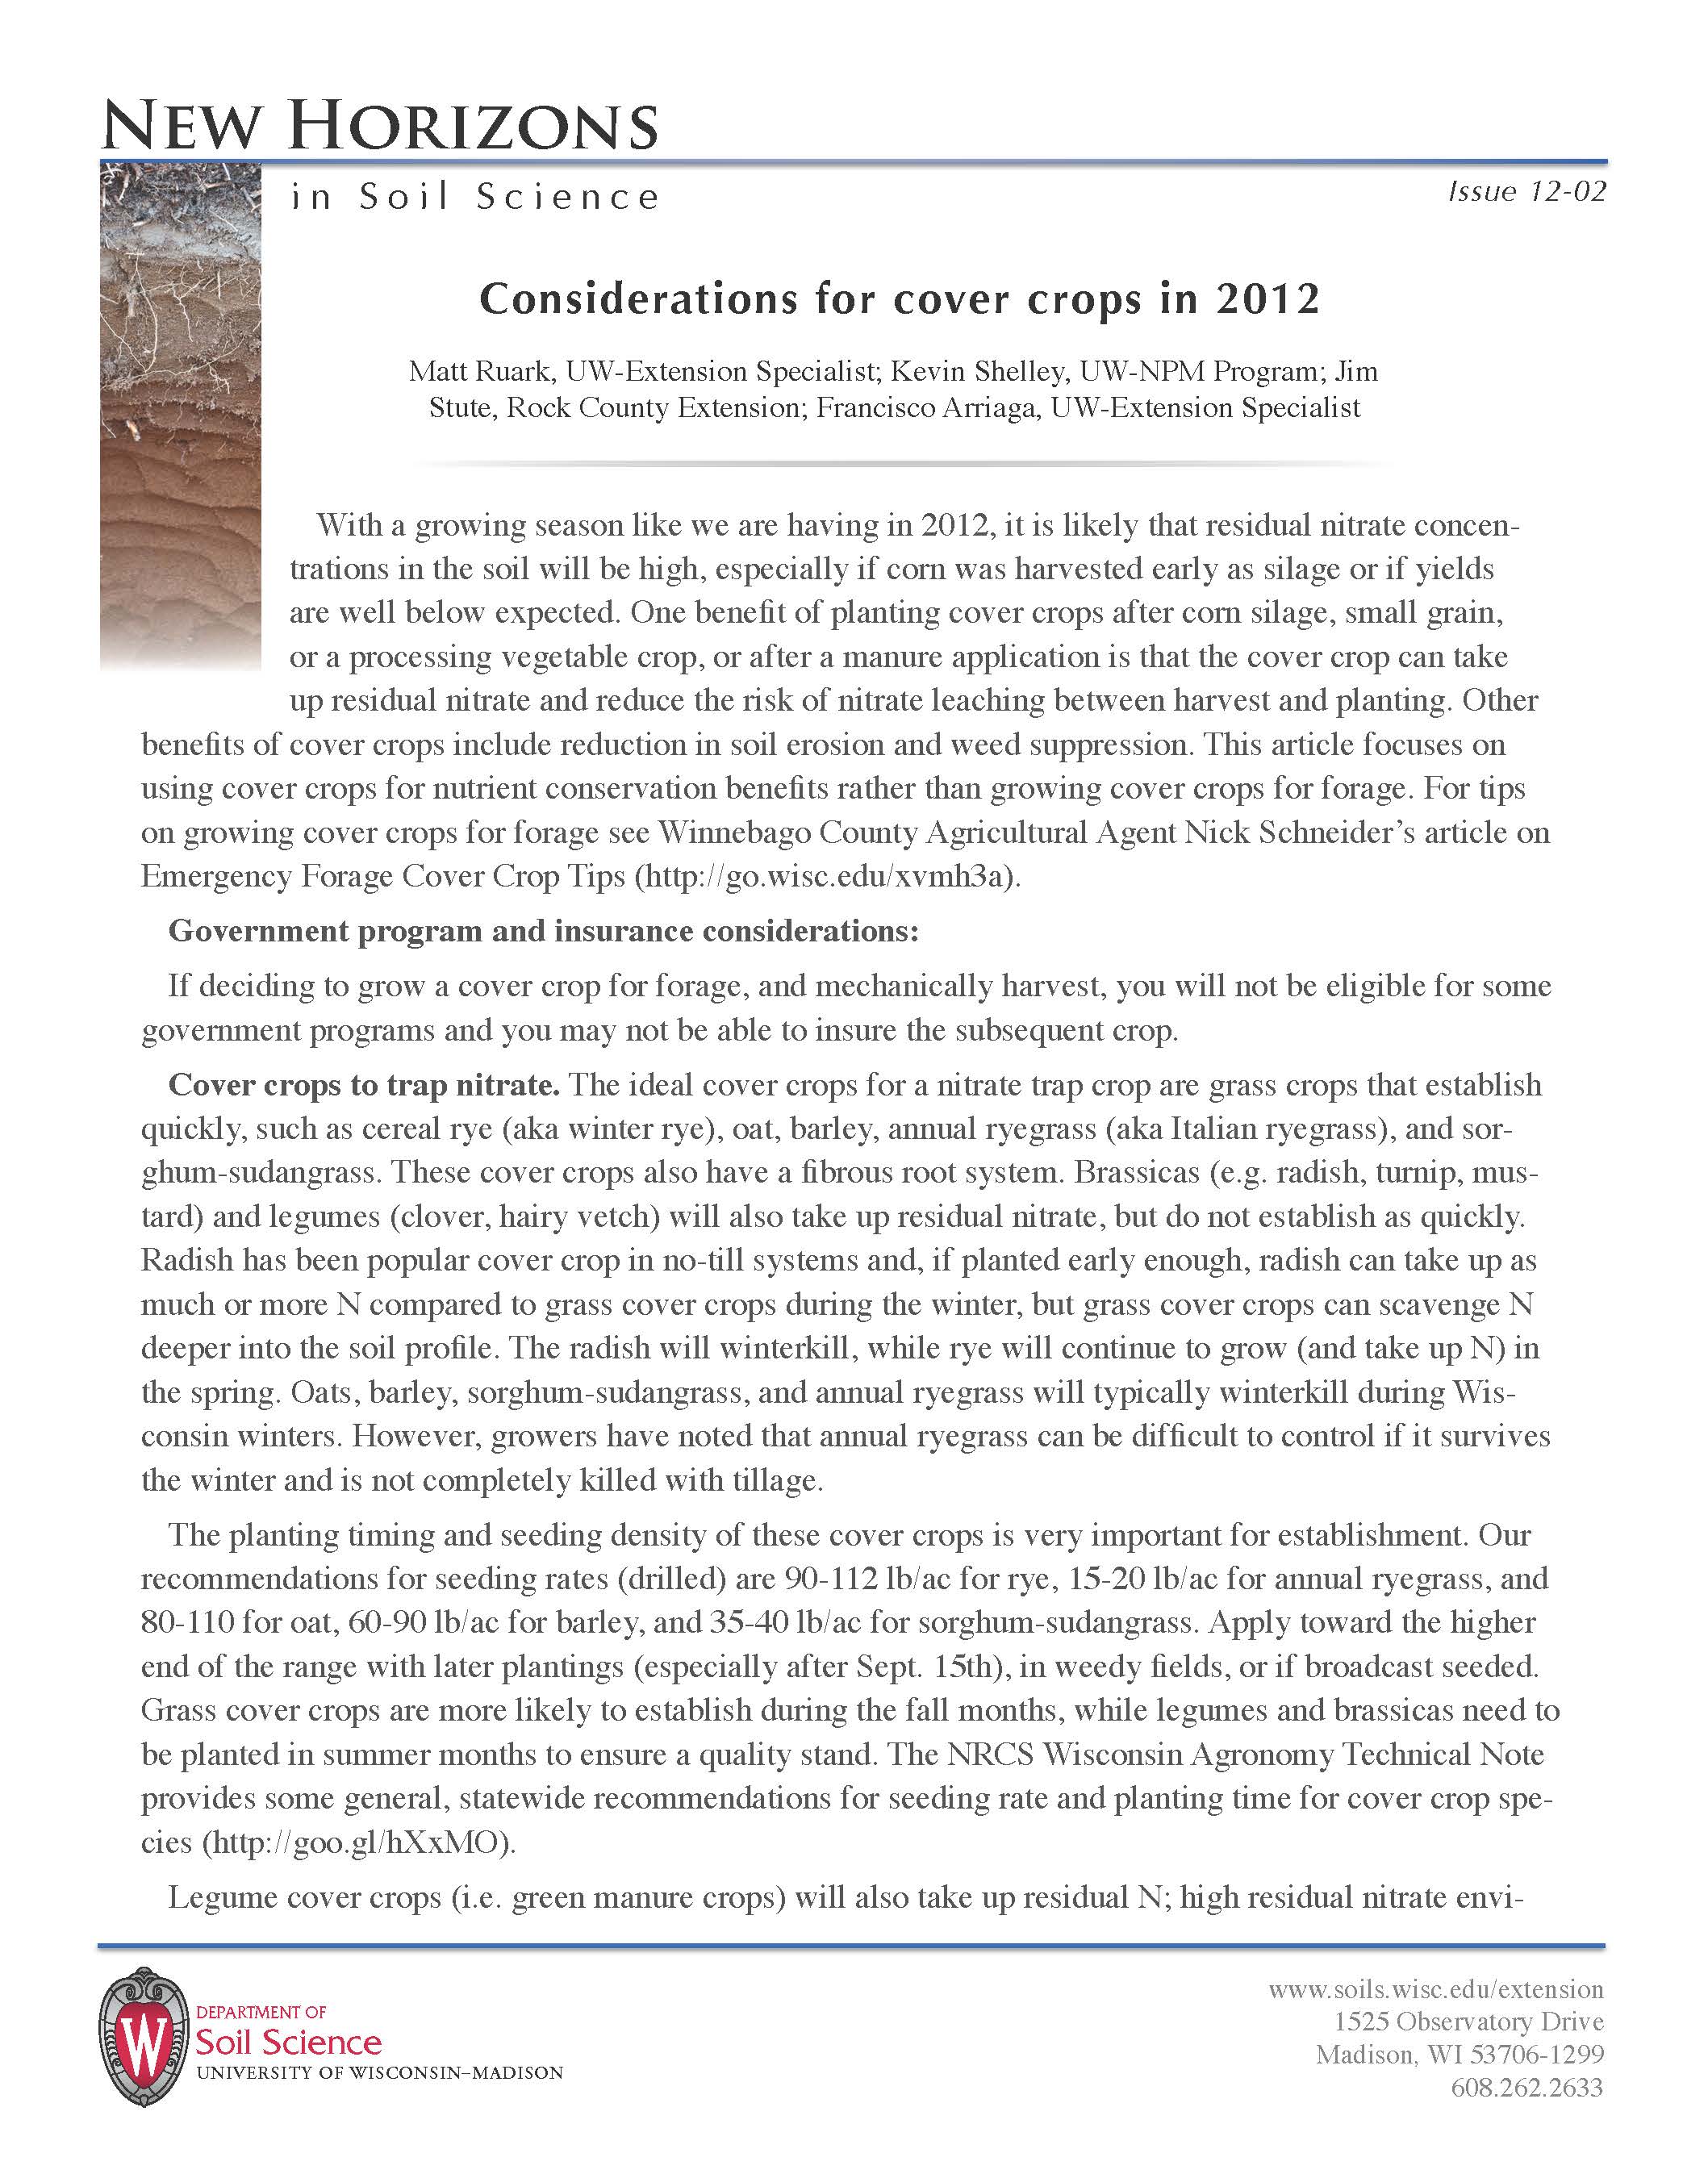 NEW HORIZONS
in Soil Science
Issue 12-02
Considerations for cover crops in 2012
Matt Ruark, UW-Extension Specialist; Kevin Shelley, UW-NPM Program; Jim
Stute, Rock County Extension; Francisco Arriaga, UW-Extension Specialist
With a growing season like we are having in 2012, it is likely that residual nitrate concen-
trations in the soil will be high, especially if corn was harvested early as silage or if yields
are well below expected. One benefit of planting cover crops after corn silage, small grain,
or a processing vegetable crop, or after a manure application is that the cover crop can take
up residual nitrate and reduce the risk of nitrate leaching between harvest and planting. Other
benefits of cover crops include reduction in soil erosion and weed suppression. This article focuses on
using cover crops for nutrient conservation benefits rather than growing cover crops for forage. For tips
on growing cover crops for forage see Winnebago County Agricultural Agent Nick Schneider's article on
Emergency Forage Cover Crop Tips (http://go.wisc.edu/xvmh3a).
Government program and insurance considerations:
If deciding to grow a cover crop for forage, and mechanically harvest, you will not be eligible for some
government programs and you may not be able to insure the subsequent crop.
Cover crops to trap nitrate. The ideal cover crops for a nitrate trap crop are grass crops that establish
quickly, such as cereal rye (aka winter rye), oat, barley, annual ryegrass (aka Italian ryegrass), and sor-
ghum-sudangrass. These cover crops also have a fibrous root system. Brassicas (e.g. radish, turnip, mus-
tard) and legumes (clover, hairy vetch) will also take up residual nitrate, but do not establish as quickly.
Radish has been popular cover crop in no-till systems and, if planted early enough, radish can take up as
much or more N compared to grass cover crops during the winter, but grass cover crops can scavenge N
deeper into the soil profile. The radish will winterkill, while rye will continue to grow (and take up N) in
the spring. Oats, barley, sorghum-sudangrass, and annual ryegrass will typically winterkill during Wis-
consin winters. However, growers have noted that annual ryegrass can be difficult to control if it survives
the winter and is not completely killed with tillage.
The planting timing and seeding density of these cover crops is very important for establishment. Our
recommendations for seeding rates (drilled) are 90-112 lb/ac for rye, 15-20 lb/ac for annual ryegrass, and
80-110 for oat, 60-90 lb/ac for barley, and 35-40 lb/ac for sorghum-sudangrass. Apply toward the higher
end of the range with later plantings (especially after Sept. 15th), in weedy fields, or if broadcast seeded.
Grass cover crops are more likely to establish during the fall months, while legumes and brassicas need to
be planted in summer months to ensure a quality stand. The NRCS Wisconsin Agronomy Technical Note
provides some general, statewide recommendations for seeding rate and planting time for cover crop spe-
cies (http://goo.gl/hXxMO).
Legume cover crops (i.e. green manure crops) will also take up residual N; high residual nitrate envi-
W
DEPARTMENT OF
Soil Science
UNIVERSITY OF WISCONSIN–MADISON
www.soils.wisc.edu/extension
1525 Observatory Drive
Madison, WI 53706-1299
608.262.2633